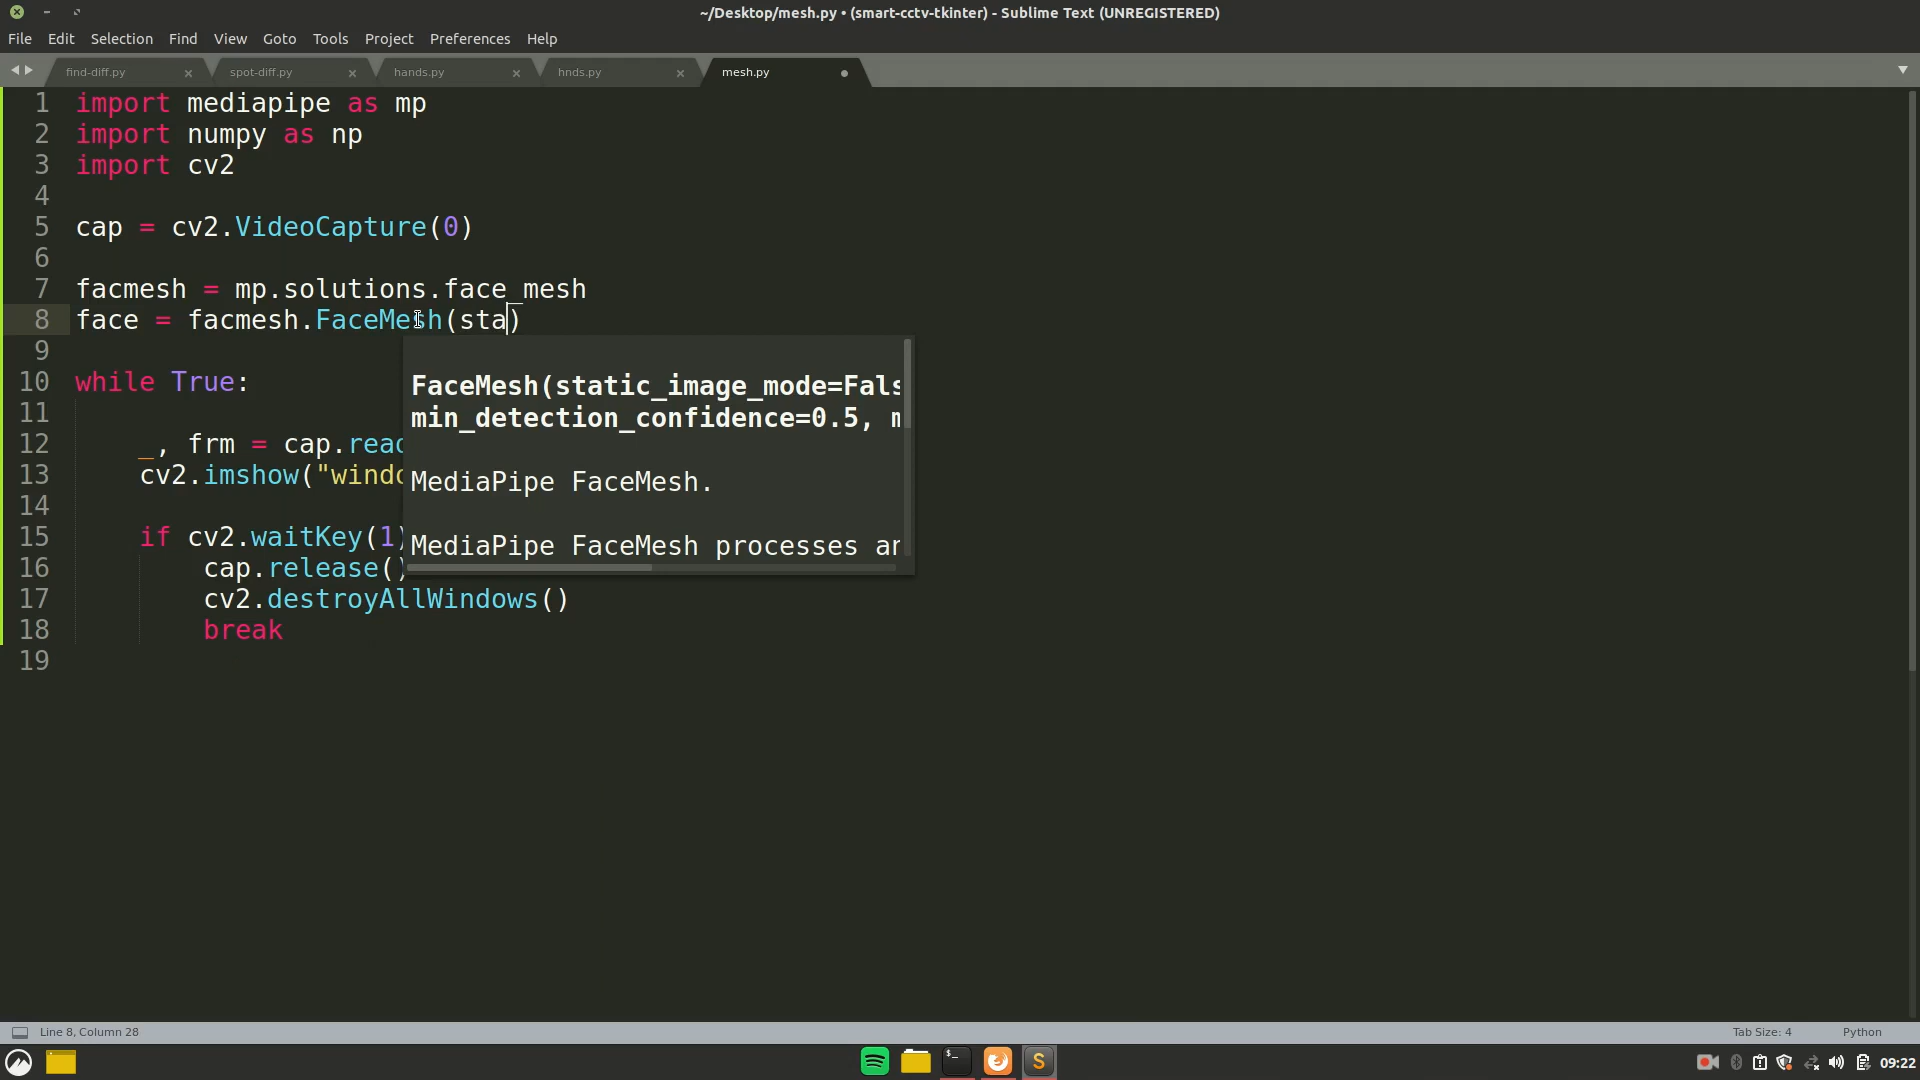 ~/Desktop/mesh.py • (smart-cctv-tkinter) - Sublime Text (UNREGISTERED)
File Edit Selection Find View Goto Tools Project Preferences Help
find-diff.py spot-diff.py hands.py hnds.py mesh.py
1 import mediapipe as mp
2 import numpy as np
3 import cv2
4
5 cap = cv2.VideoCapture(0)
6
7 facmesh = mp.solutions.face_mesh
8 face = facmesh.FaceMesh(sta)
9
FaceMesh(static_image_mode=Fals
10 while True:
min_detection_confidence=0.5, m
11
12 _, frm = cap.read
13 cv2.imshow("windo
MediaPipe FaceMesh.
14
15 if cv2.waitKey(1)
MediaPipe FaceMesh processes an
16 cap.release()
17 cv2.destroyAllWindows()
18 break
19
Line 8, Column 28 Tab Size: 4 Python
09:22